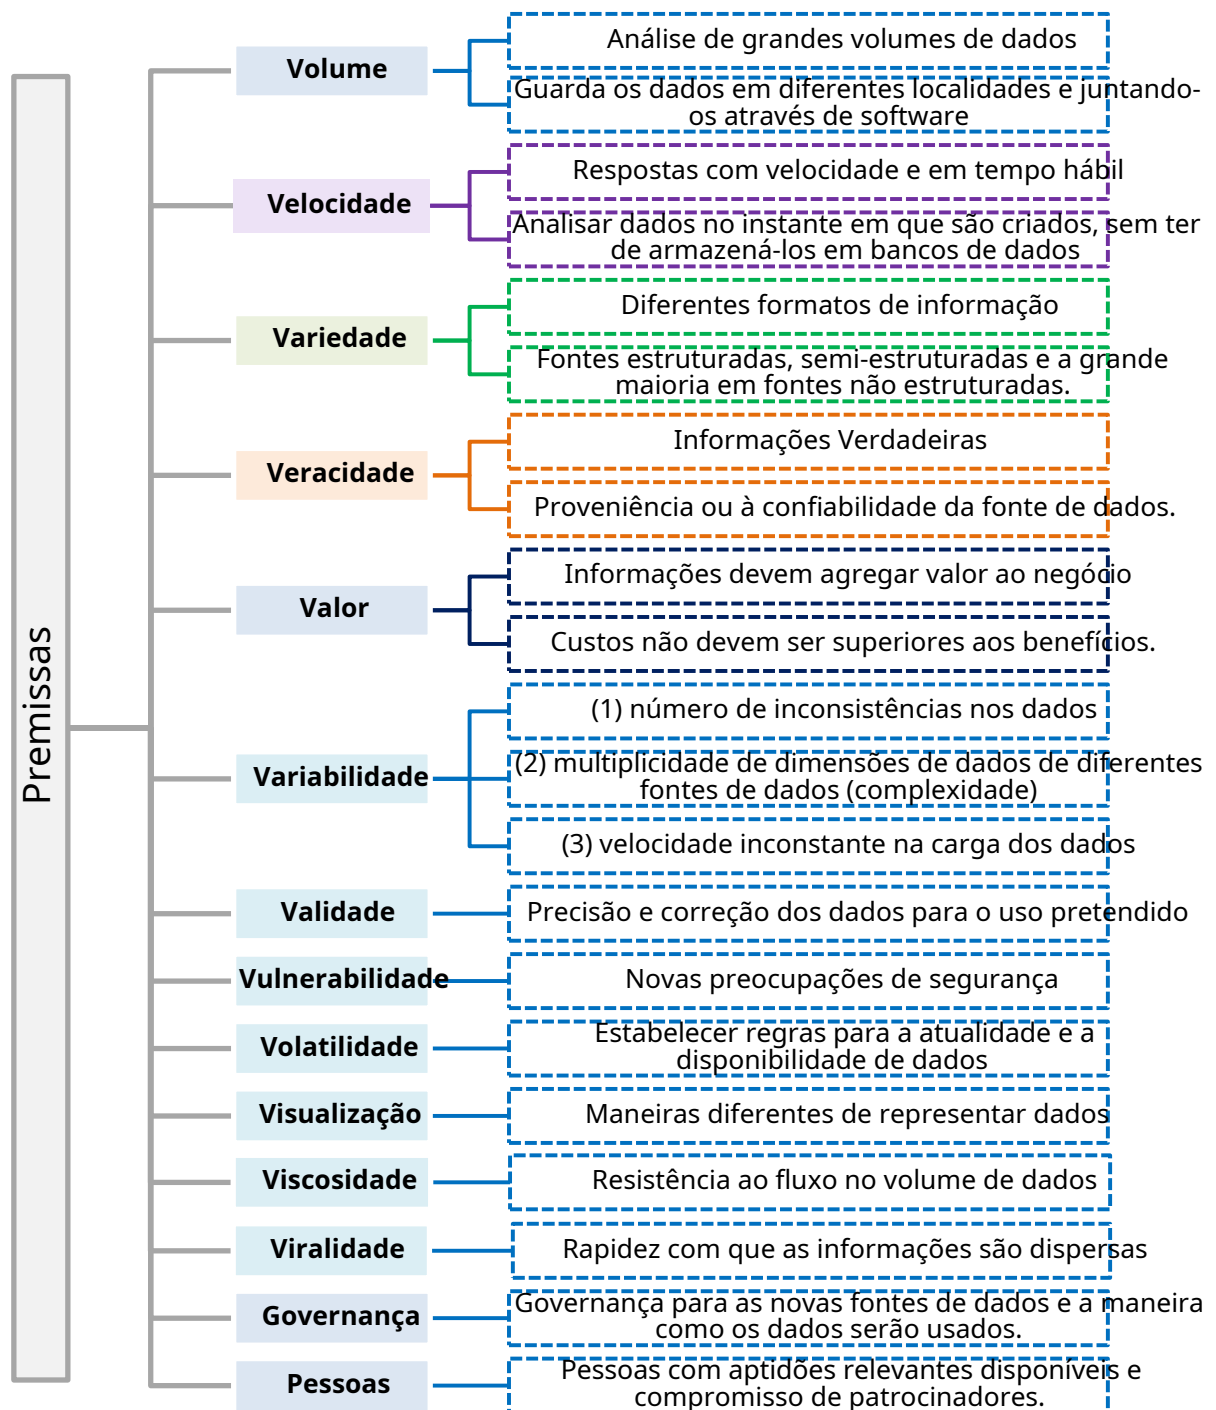 Premissas
Volume
Análise de grandes volumes de dados
Guarda os dados em diferentes localidades e juntando-
os através de software
Velocidade
Respostas com velocidade e em tempo hábil
Analisar dados no instante em que são criados, sem ter
de armazená-los em bancos de dados
Variedade
Diferentes formatos de informação
Fontes estruturadas, semi-estruturadas e a grande
maioria em fontes não estruturadas.
Veracidade
Informações Verdadeiras
Proveniência ou à confiabilidade da fonte de dados.
Valor
Informações devem agregar valor ao negócio
Custos não devem ser superiores aos benefícios.
Variabilidade
(1) número de inconsistências nos dados
(2) multiplicidade de dimensões de dados de diferentes
fontes de dados (complexidade)
(3) velocidade inconstante na carga dos dados
Validade
Precisão e correção dos dados para o uso pretendido
Vulnerabilidade
Novas preocupações de segurança
Volatilidade
Estabelecer regras para a atualidade e a
disponibilidade de dados
Visualização
Maneiras diferentes de representar dados
Viscosidade
Resistência ao fluxo no volume de dados
Viralidade
Rapidez com que as informações são dispersas
Governança
Governança para as novas fontes de dados e a maneira
como os dados serão usados.
Pessoas
Pessoas com aptidões relevantes disponíveis e
compromisso de patrocinadores.